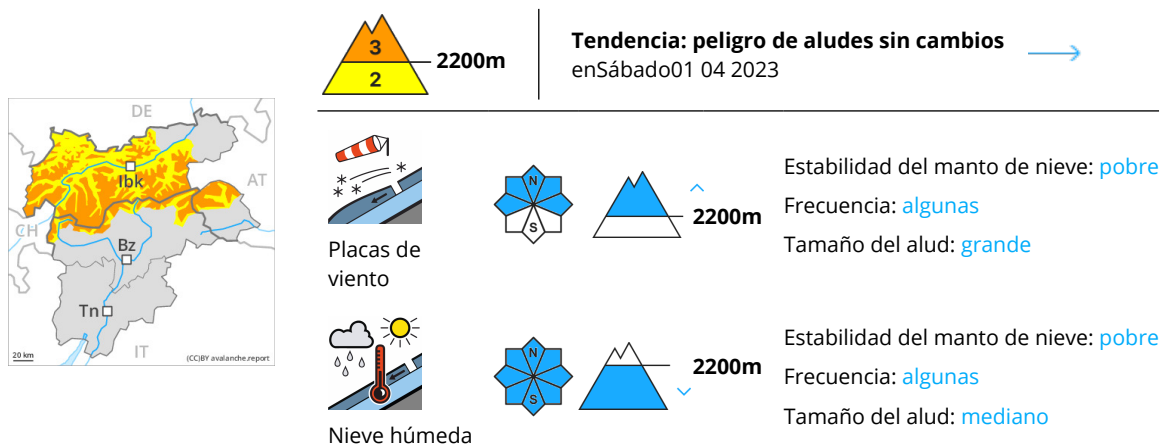 3
2
2200m
Tendencia: peligro de aludes sin cambios
enSábado01 04 2023
DE
AT
CH
IT
Ibk
Bz
Tn
20 km
(CC)BY avalanche.report
Placas de
viento
N
S
2200m
Estabilidad del manto de nieve: pobre
Frecuencia: algunas
Tamaño del alud: grande
Nieve húmeda
N
S
2200m
Estabilidad del manto de nieve: pobre
Frecuencia: algunas
Tamaño del alud: mediano